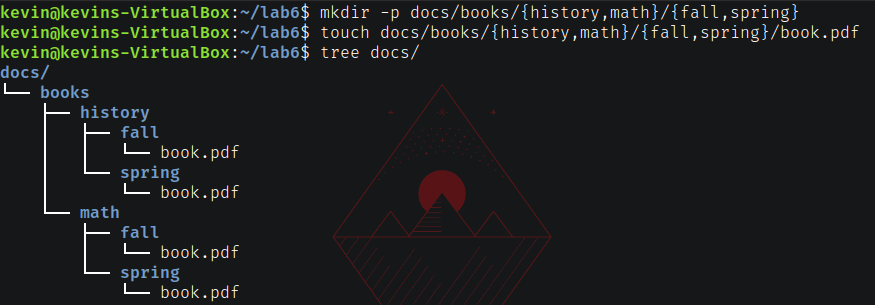 kevin@kevins-VirtualBox:~/lab6$ mkdir -p docs/books/{history,math}/{fall,spring}
kevin@kevins-VirtualBox:~/lab6$ touch docs/books/{history,math}/{fall,spring}/book.pdf
kevin@kevins-VirtualBox:~/lab6$ tree docs/
docs/
└── books
    ├── history
    │   ├── fall
    │   │   └── book.pdf
    │   └── spring
    │       └── book.pdf
    └── math
        ├── fall
        │   └── book.pdf
        └── spring
            └── book.pdf